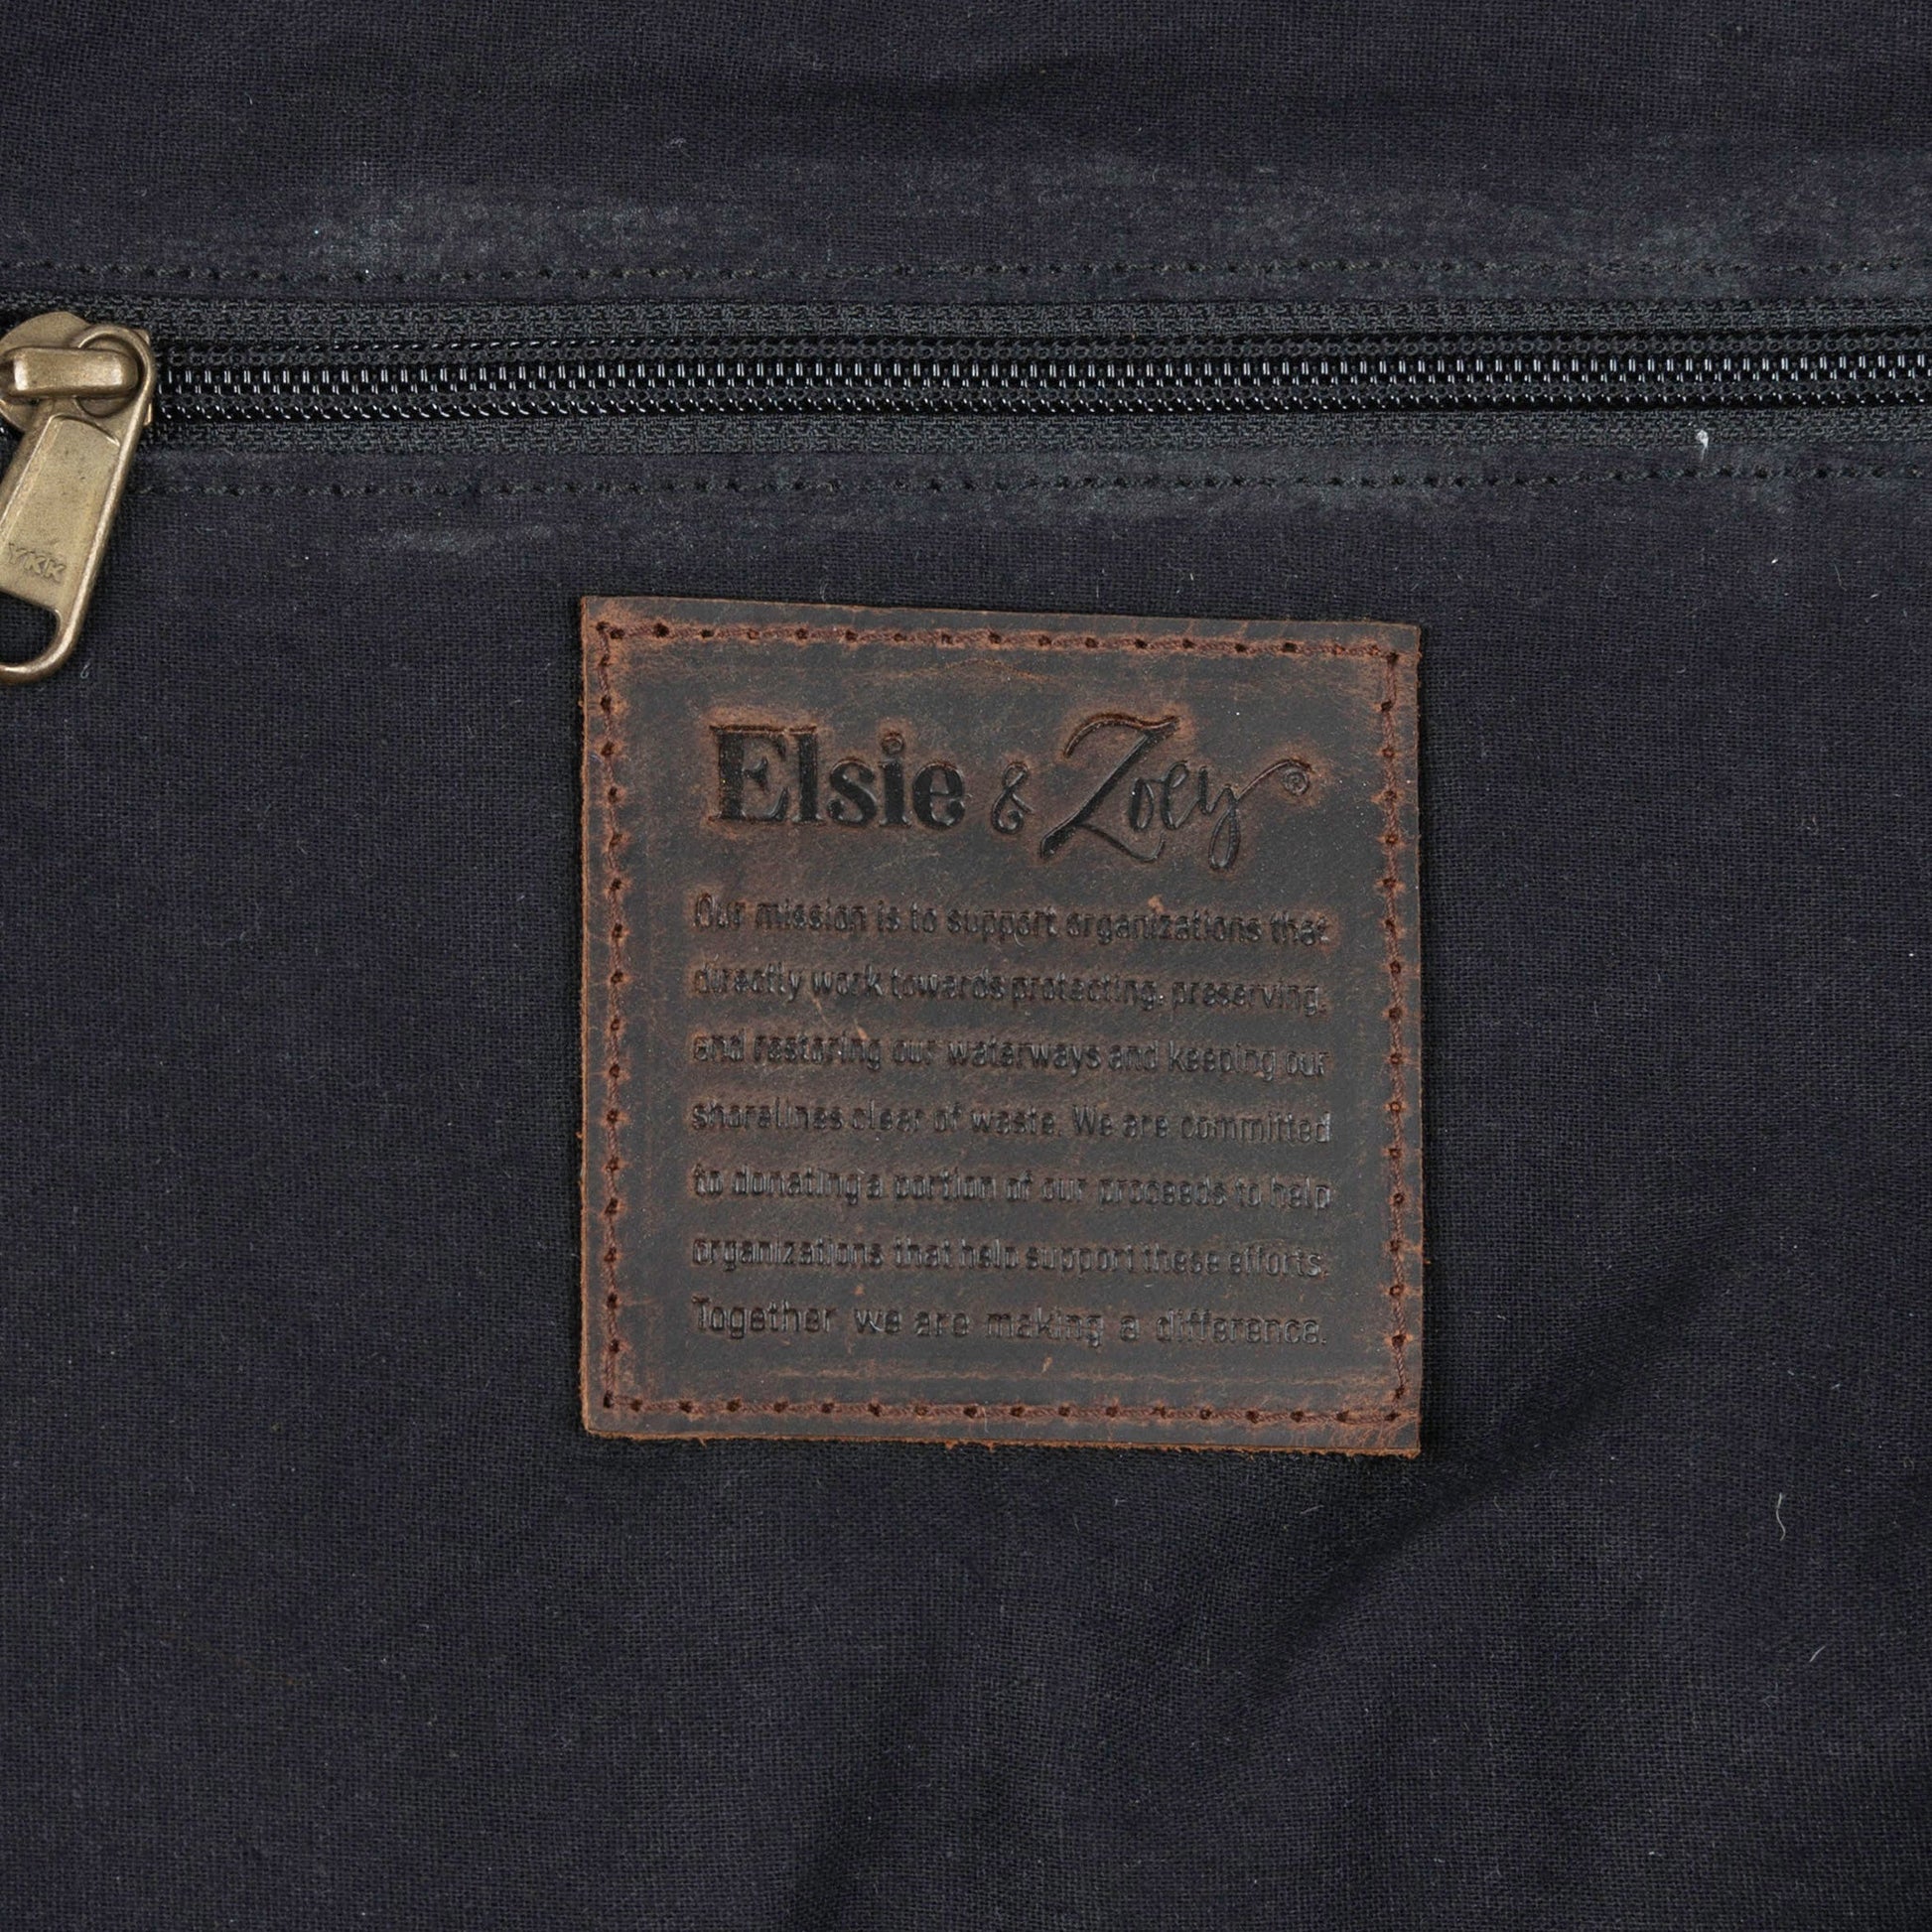 YKK
Elsie & Zoey
Our mission is to support organizations that
directly work towards protecting, preserving,
and restoring our waterways and keeping our
shorelines clear of waste. We are committed
to donating a portion of our proceeds to help
organizations that help support these efforts.
Together we are making a difference.